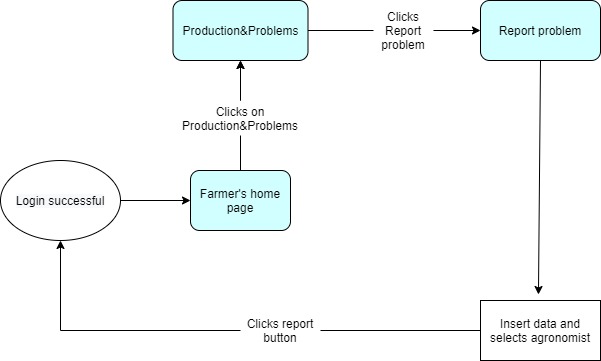 Production&Problems
Clicks
Report
problem
Report problem
Clicks on
Production&Problems
Login successful
Farmer's home
page
Clicks report
button
Insert data and
selects agronomist